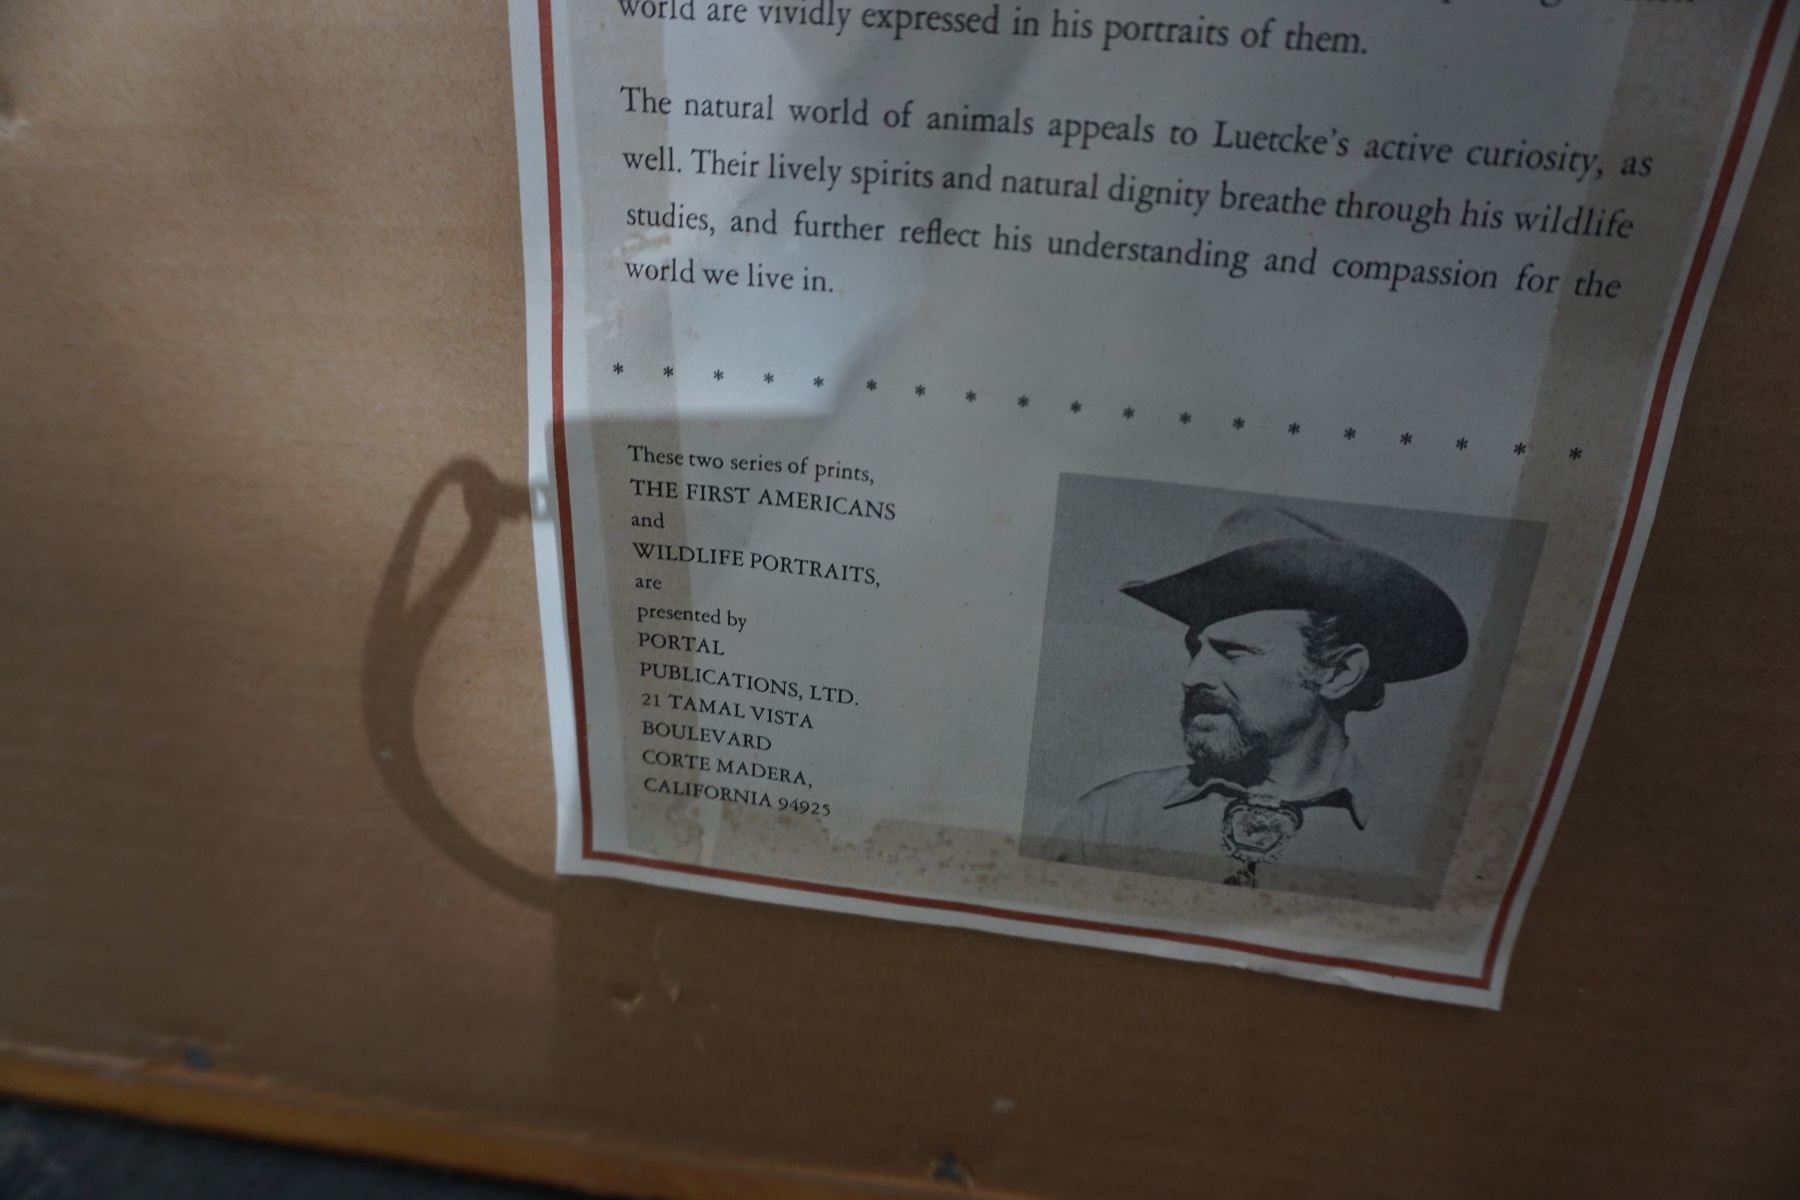 world are vividly expressed in his portraits of them.
The natural world of animals appeals to Luetcke's active curiosity, as
well. Their lively spirits and natural dignity breathe through his wildlife
studies, and further reflect his understanding and compassion for the
world we live in.
* * * * * * * * * * * * * * * * * * *
These two series of prints,
THE FIRST AMERICANS
and
WILDLIFE PORTRAITS,
are
presented by
PORTAL
PUBLICATIONS, LTD.
21 TAMAL VISTA
BOULEVARD
CORTE MADERA,
CALIFORNIA 94925